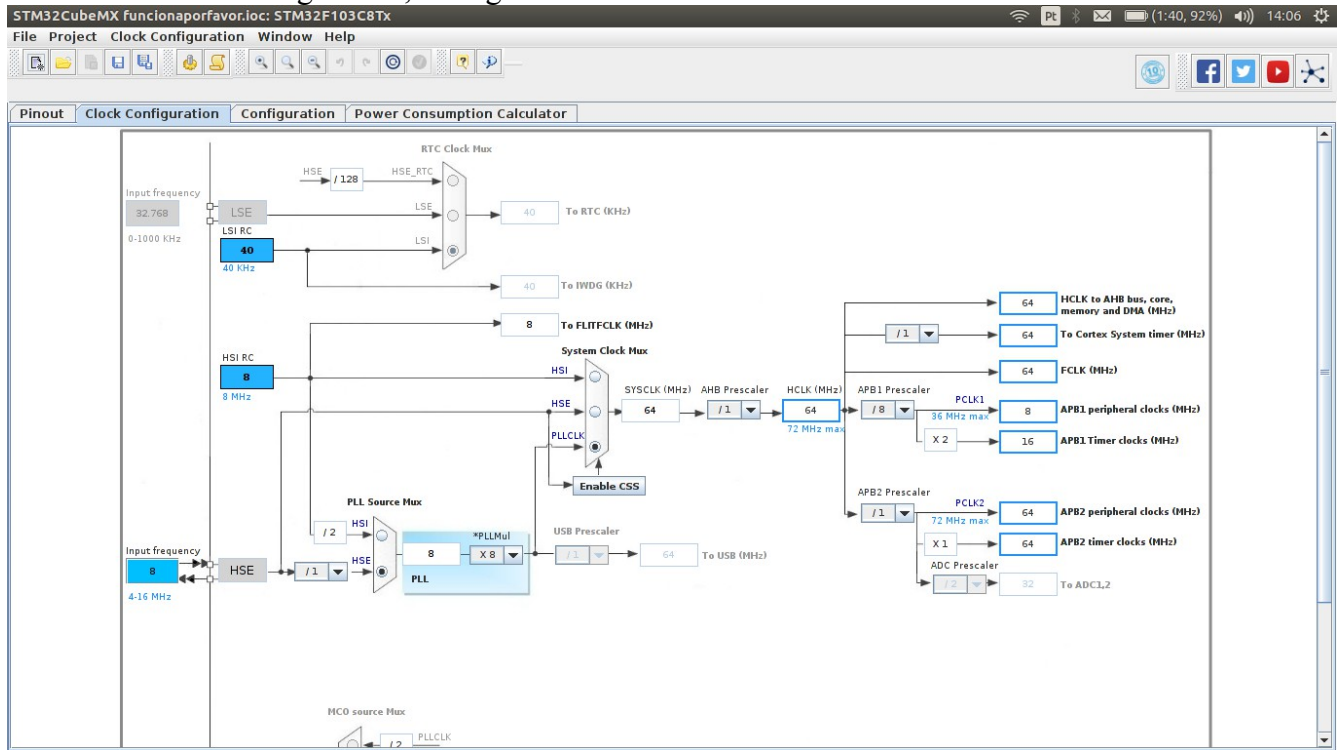 STM32CubeMX funcionaporfavor.ioc: STM32F103C8Tx
Pt
(1:40, 92%)
14:06
File Project Clock Configuration Window Help
Pinout
Clock Configuration
Configuration
Power Consumption Calculator
RTC Clock Mux
HSE
/ 128
HSE_RTC
Input frequency
32.768
0-1000 KHz
LSE
LSE
40
To RTC (KHz)
LSI RC
40
40 KHz
LSI
40
To IWDG (KHz)
8
To FLITFCLK (MHz)
System Clock Mux
HSI RC
8
8 MHz
HSI
HSE
PLLCLK
Enable CSS
SYSCLK (MHz)
64
AHB Prescaler
/ 1
HCLK (MHz)
64
72 MHz max
64
HCLK to AHB bus, core,
memory and DMA (MHz)
/ 1
64
To Cortex System timer (MHz)
64
FCLK (MHz)
APB1 Prescaler
/ 8
PCLK1
36 MHz max
8
APB1 peripheral clocks (MHz)
X 2
16
APB1 Timer clocks (MHz)
APB2 Prescaler
/ 1
PCLK2
72 MHz max
64
APB2 peripheral clocks (MHz)
X 1
64
APB2 timer clocks (MHz)
ADC Prescaler
/ 2
32
To ADC1,2
PLL Source Mux
/ 2
HSI
HSE
Input frequency
8
4-16 MHz
HSE
/ 1
8
*PLLMul
X 8
PLL
USB Prescaler
/ 1
64
To USB (MHz)
MCO source Mux
/ 2
PLLCLK